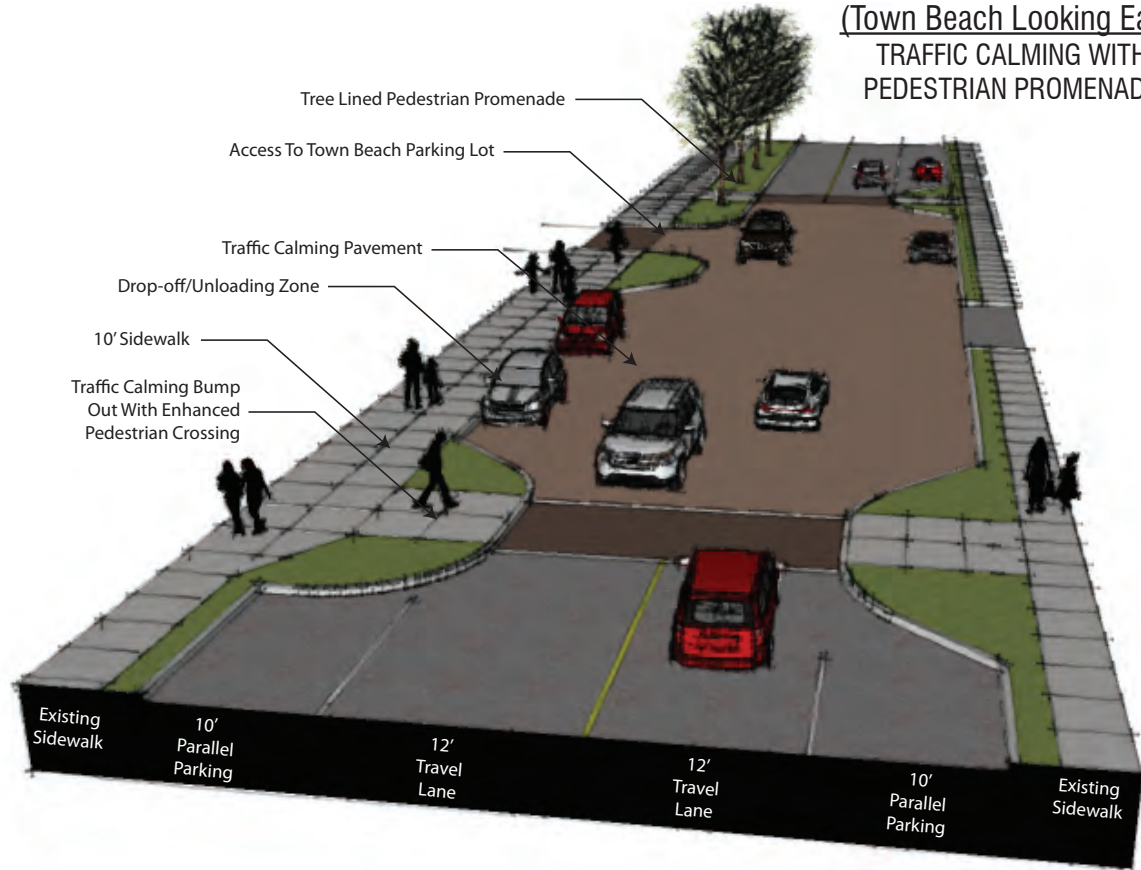 (Town Beach Looking Ea
TRAFFIC CALMING WITH
PEDESTRIAN PROMENAD
Tree Lined Pedestrian Promenade
Access To Town Beach Parking Lot
Traffic Calming Pavement
Drop-off/Unloading Zone
10' Sidewalk
Traffic Calming Bump
Out With Enhanced
Pedestrian Crossing
Existing
Sidewalk
10'
Parallel
Parking
12'
Travel
Lane
12'
Travel
Lane
10'
Parallel
Parking
Existing
Sidewalk